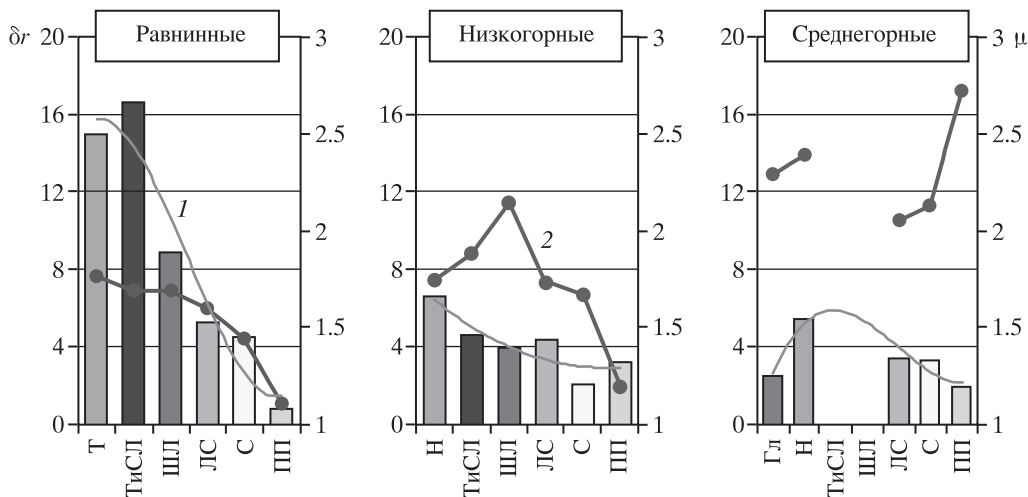 δr 20 Равнинные 3 20 Низкогорные 3 20 Среднегорные 3 μ
16 2.5 16 2.5 16 2.5
1
12 2 12 2 12 2
2
8 8 8
1.5 1.5 1.5
4 4 4
0 1 0 1 0 1
Т ТиСЛ ШЛ ЛС С ПП Н ТиСЛ ШЛ ЛС С ПП Гл Н ТиСЛ ШЛ ЛС С ПП